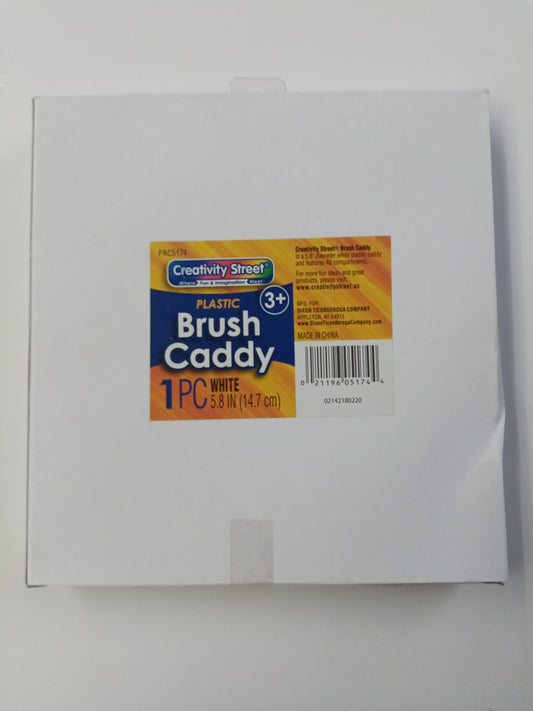 PAC5174
Creativity Street®
Where Fun & Imagination Meet
PLASTIC
3+
Brush
Caddy
1 PC WHITE
5.8 IN (14.7 cm)
Creativity Street® Brush Caddy
is a 5.8" diameter white plastic caddy
and features 49 compartments.
For more fun ideas and great
products, please visit:
www.creativitystreet.us
MFG. FOR
DIXON TICONDEROGA COMPANY
APPLETON, WI 54913
www.DixonTiconderogaCompany.com
MADE IN CHINA
0 21196 05174 4
02142180220